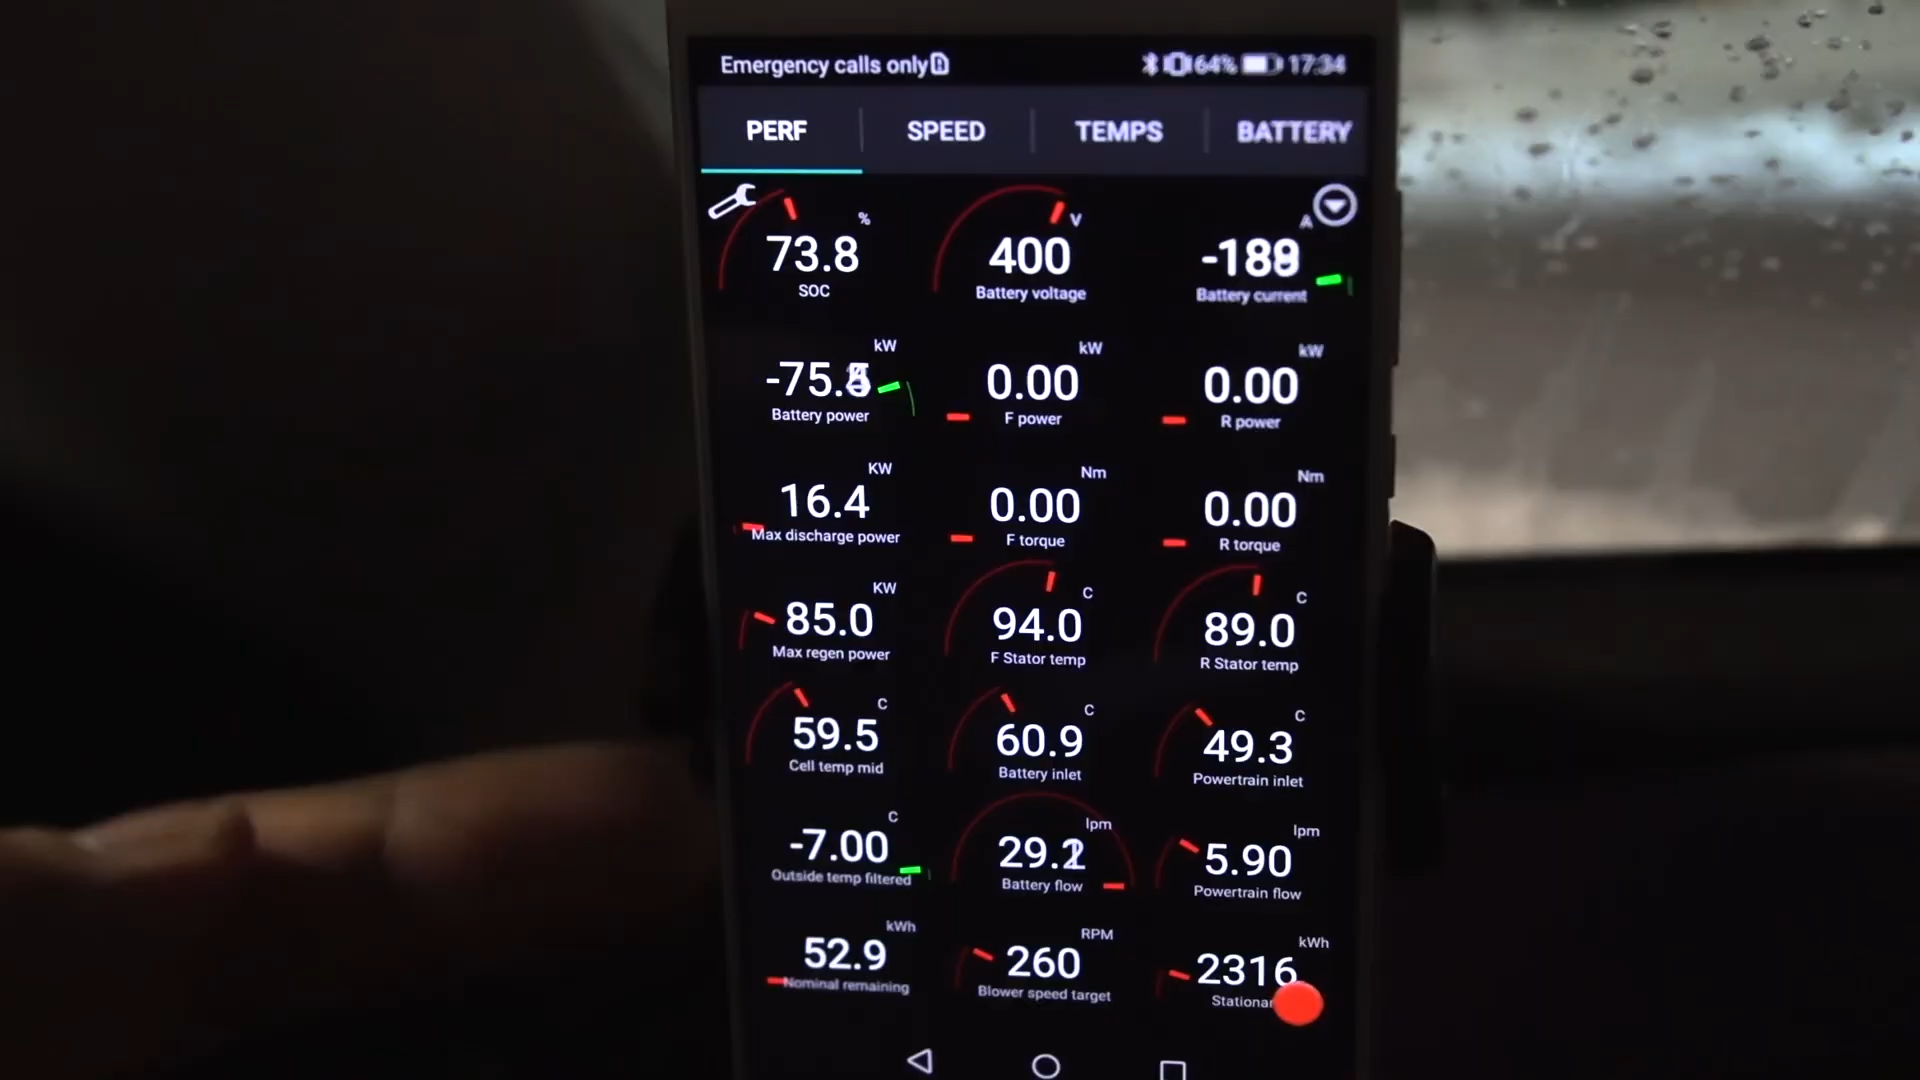 Emergency calls only 64% 17:34
PERF SPEED TEMPS BATTERY
% V A
73.8 400
SOC Battery voltage Battery current
kW kW kW
0.00 0.00
Battery power F power R power
KW Nm Nm
16.4 0.00 0.00
Max discharge power F torque R torque
KW C C
85.0 94.0 89.0
Max regen power F Stator temp R Stator temp
C C C
59.5 60.9 49.3
Cell temp mid Battery inlet Powertrain inlet
C lpm lpm
-7.00 5.90
Outside temp filtered Battery flow Powertrain flow
kWh RPM kWh
52.9 260 2316
Nominal remaining Blower speed target